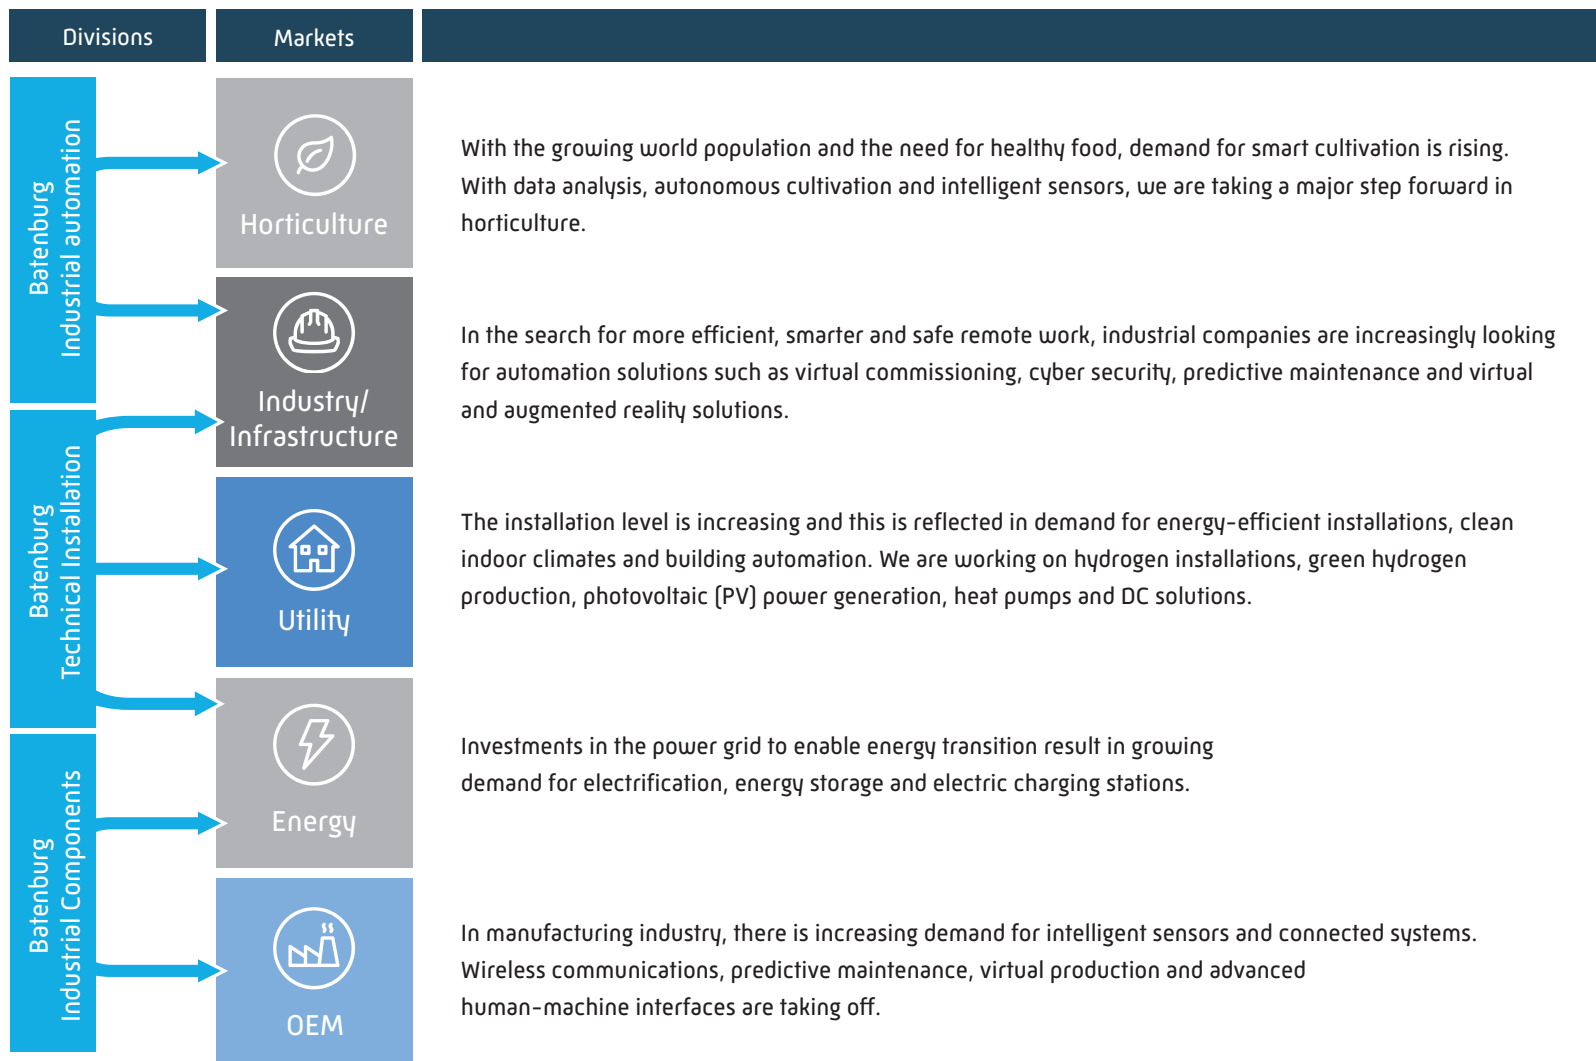 Divisions
Markets
Batenburg
Industrial automation
Horticulture
With the growing world population and the need for healthy food, demand for smart cultivation is rising.
With data analysis, autonomous cultivation and intelligent sensors, we are taking a major step forward in
horticulture.
Industry/
Infrastructure
In the search for more efficient, smarter and safe remote work, industrial companies are increasingly looking
for automation solutions such as virtual commissioning, cyber security, predictive maintenance and virtual
and augmented reality solutions.
Batenburg
Technical Installation
Utility
The installation level is increasing and this is reflected in demand for energy-efficient installations, clean
indoor climates and building automation. We are working on hydrogen installations, green hydrogen
production, photovoltaic (PV) power generation, heat pumps and DC solutions.
Energy
Investments in the power grid to enable energy transition result in growing
demand for electrification, energy storage and electric charging stations.
Batenburg
Industrial Components
OEM
In manufacturing industry, there is increasing demand for intelligent sensors and connected systems.
Wireless communications, predictive maintenance, virtual production and advanced
human-machine interfaces are taking off.